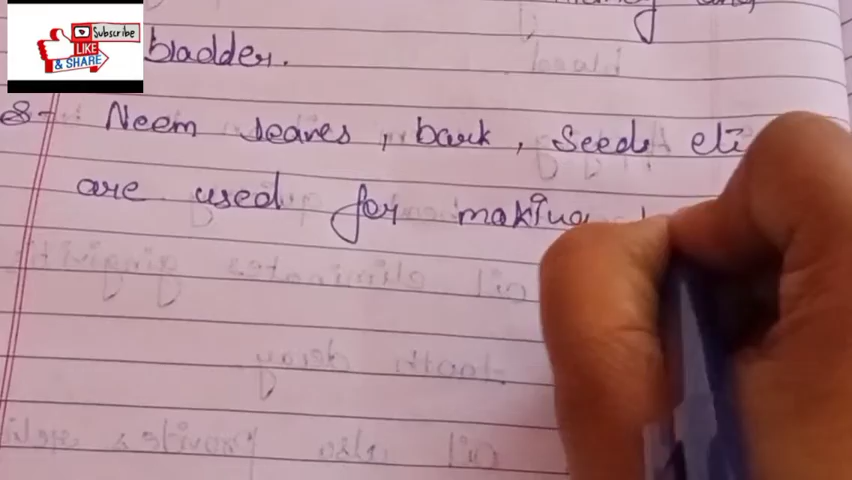 Subscribe
LIKE
& SHARE
bladder.
8- Neem leaves, bark, Seeds etc
are used for making